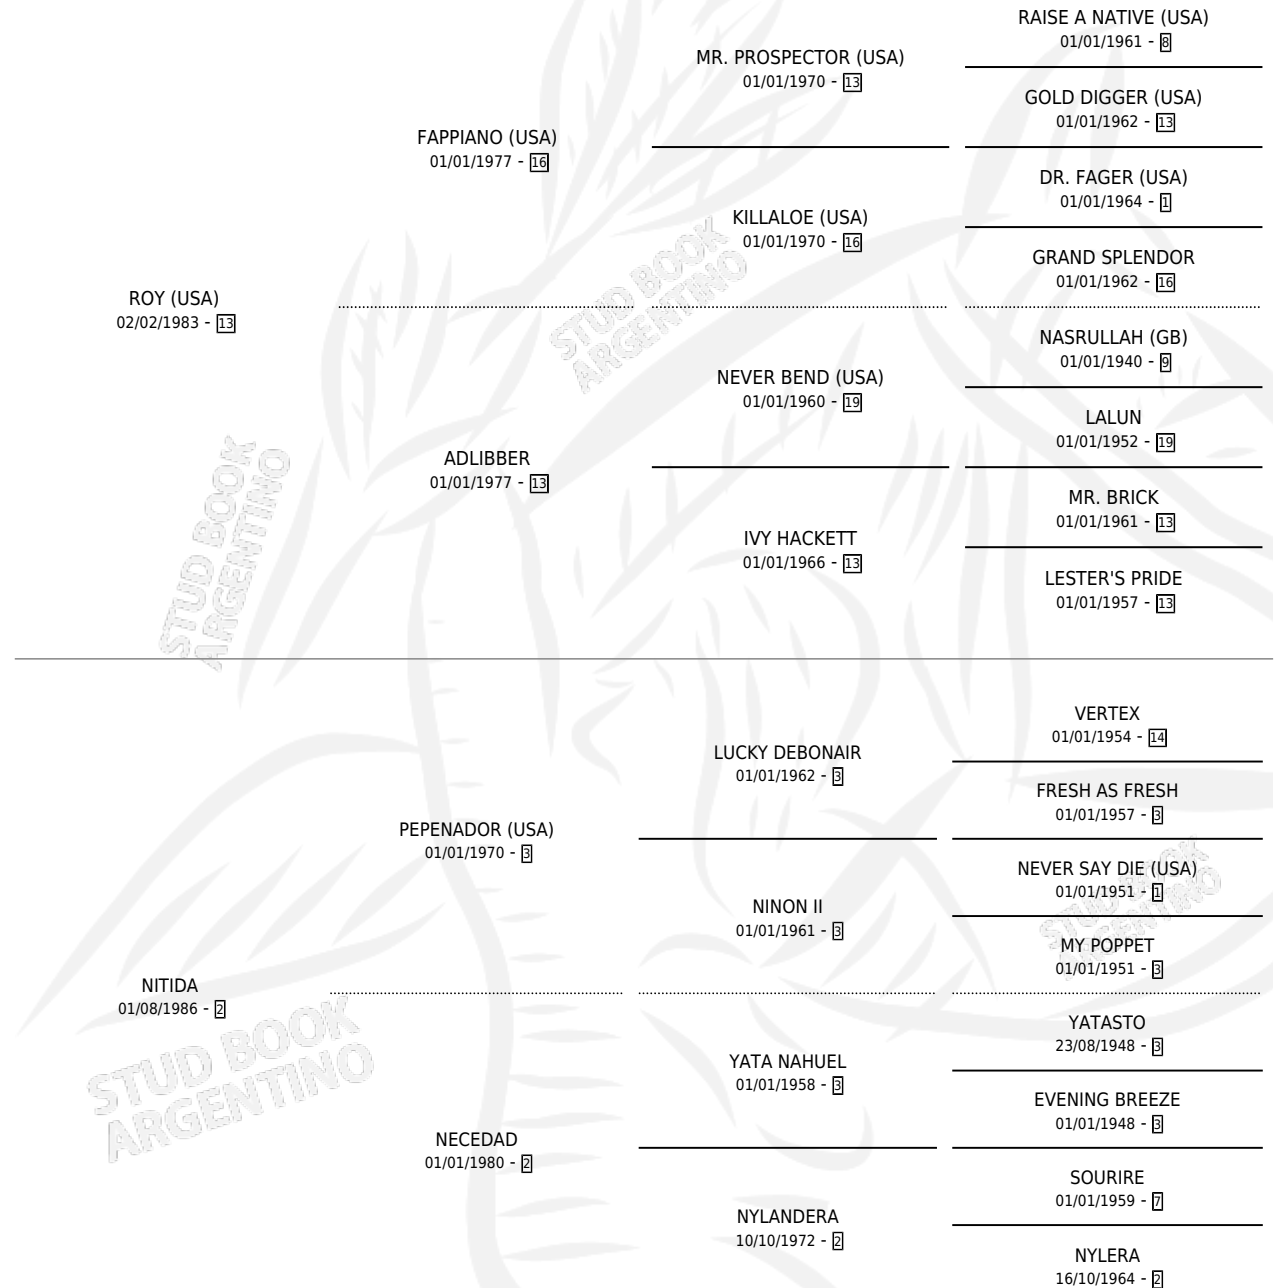 RAISE A NATIVE (USA)
01/01/1961 - 8
MR. PROSPECTOR (USA)
01/01/1970 - 13
GOLD DIGGER (USA)
01/01/1962 - 13
FAPPIANO (USA)
01/01/1977 - 16
DR. FAGER (USA)
01/01/1964 - 1
KILLALOE (USA)
01/01/1970 - 16
GRAND SPLENDOR
01/01/1962 - 16
ROY (USA)
02/02/1983 - 13
STUD BOOK
ARGENTINO
NASRULLAH (GB)
01/01/1940 - 9
NEVER BEND (USA)
01/01/1960 - 19
LALUN
01/01/1952 - 19
ADLIBBER
01/01/1977 - 13
MR. BRICK
01/01/1961 - 13
IVY HACKETT
01/01/1966 - 13
LESTER'S PRIDE
01/01/1957 - 13
STUD BOOK
ARGENTINO
VERTEX
01/01/1954 - 14
LUCKY DEBONAIR
01/01/1962 - 3
FRESH AS FRESH
01/01/1957 - 3
PEPENADOR (USA)
01/01/1970 - 3
NEVER SAY DIE (USA)
01/01/1951 - 1
NINON II
01/01/1961 - 3
MY POPPET
01/01/1951 - 3
STUD BOOK
ARGENTINO
NITIDA
01/08/1986 - 2
YATASTO
23/08/1948 - 3
YATA NAHUEL
01/01/1958 - 3
EVENING BREEZE
01/01/1948 - 3
STUD BOOK
ARGENTINO
NECEDAD
01/01/1980 - 2
SOURIRE
01/01/1959 - 7
NYLANDERA
10/10/1972 - 2
NYLERA
16/10/1964 - 2